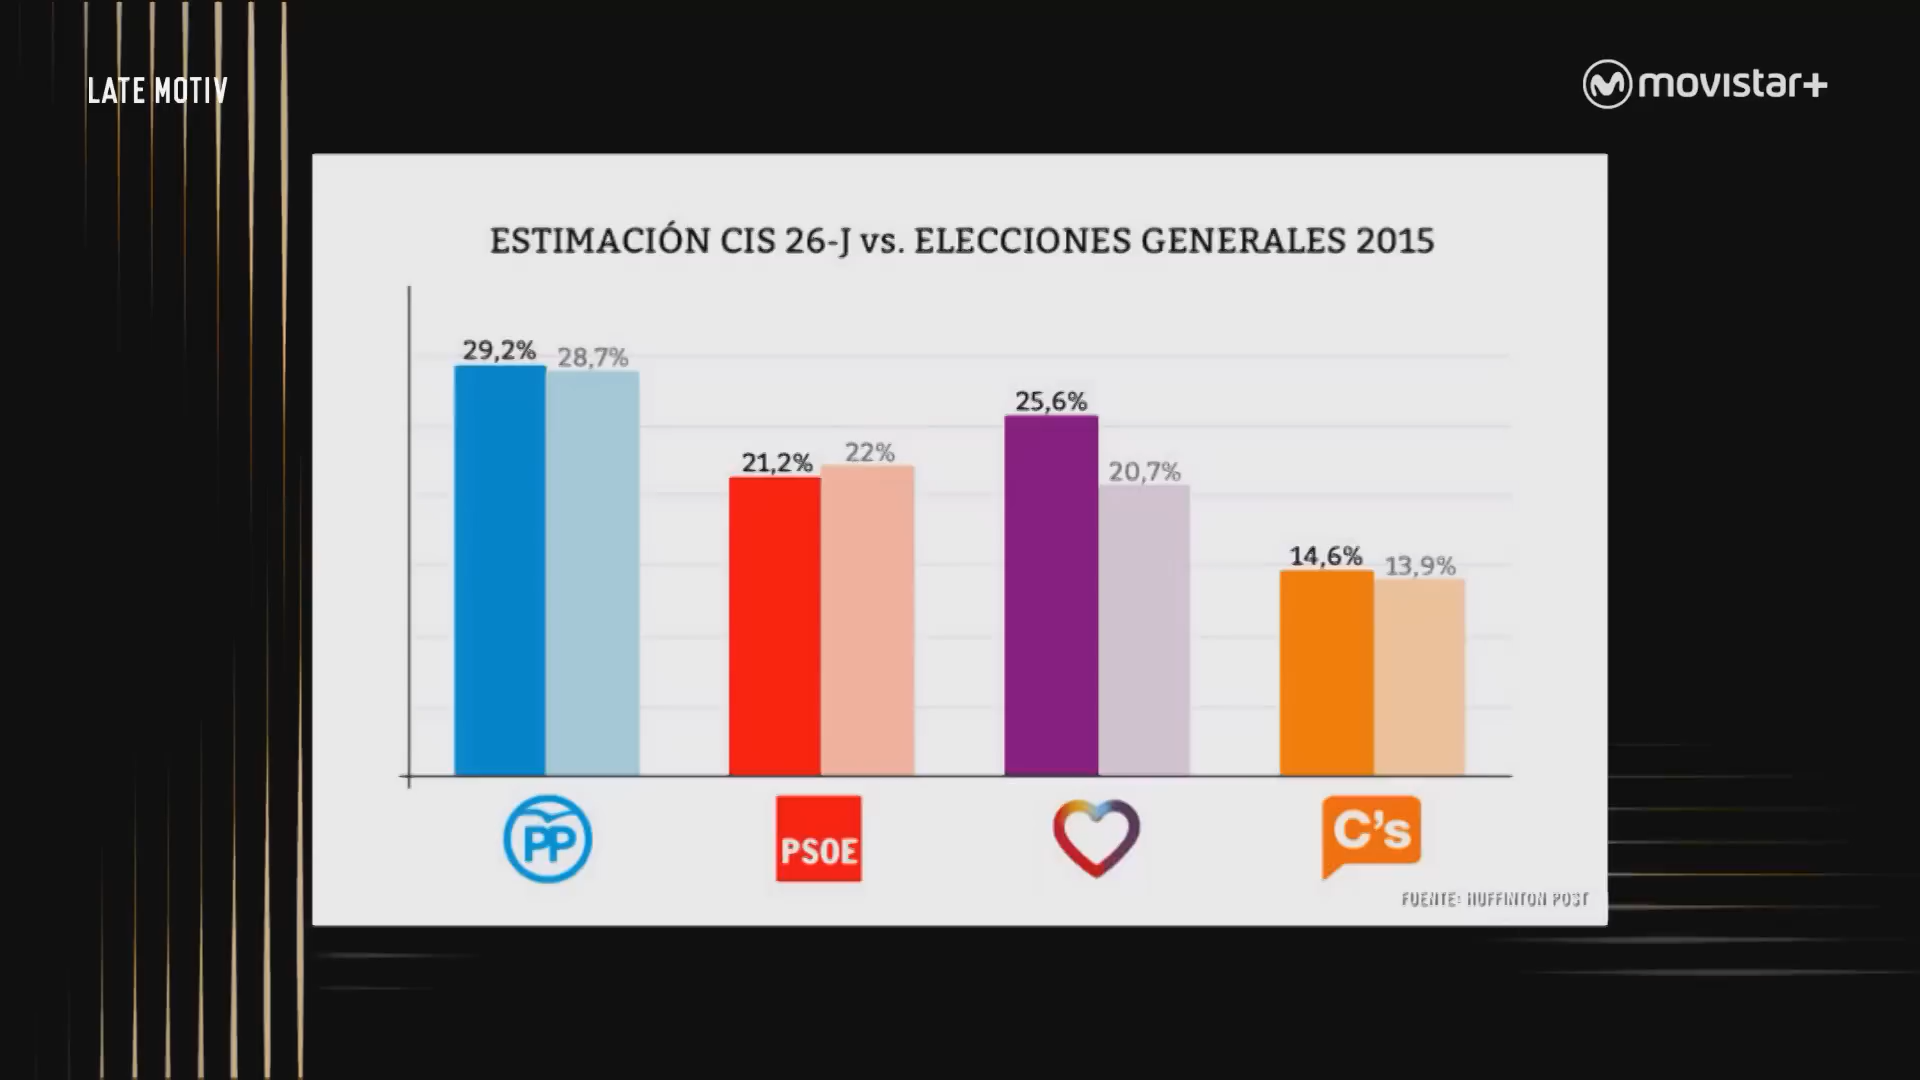 LATE MOTIV
movistar+
ESTIMACIÓN CIS 26-J vs. ELECCIONES GENERALES 2015
29,2% 28,7% 21,2% 22% 25,6% 20,7% 14,6% 13,9%
PP PSOE C's
FUENTE: HUFFINTON POST